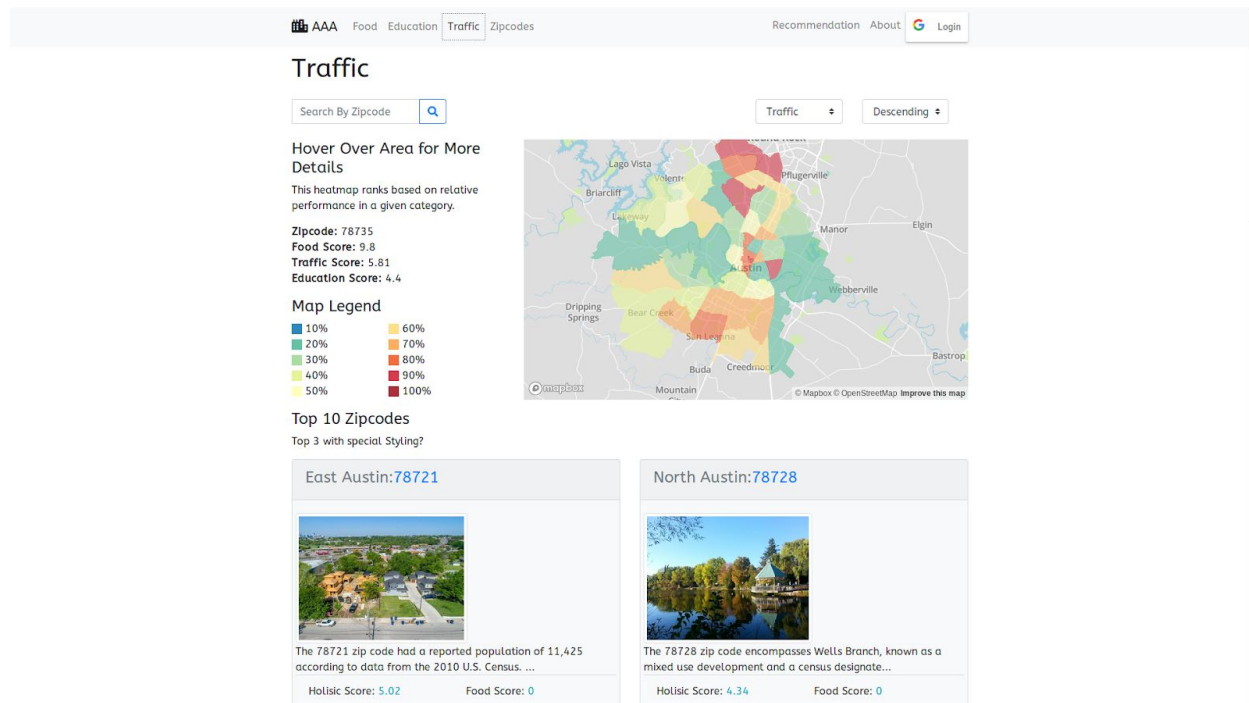 AAA Food Education Traffic Zipcodes Recommendation About Login
Traffic
Search By Zipcode Traffic Descending
Hover Over Area for More
Details
This heatmap ranks based on relative
performance in a given category.
Zipcode: 78735
Food Score: 9.8
Traffic Score: 5.81
Education Score: 4.4
Map Legend
10% 60%
20% 70%
30% 80%
40% 90%
50% 100%
Lago Vista
Volente
Pflugerville
Briarcliff
Lakeway
Manor
Elgin
Austin
Webberville
Dripping
Springs
Bear Creek
San Leanna
Bastrop
Buda
Creedmoor
Mountain
mapbox
© Mapbox © OpenStreetMap Improve this map
Top 10 Zipcodes
Top 3 with special Styling?
East Austin:78721
North Austin:78728
The 78721 zip code had a reported population of 11,425
according to data from the 2010 U.S. Census. ...
The 78728 zip code encompasses Wells Branch, known as a
mixed use development and a census designate...
Holisic Score: 5.02 Food Score: 0
Holisic Score: 4.34 Food Score: 0